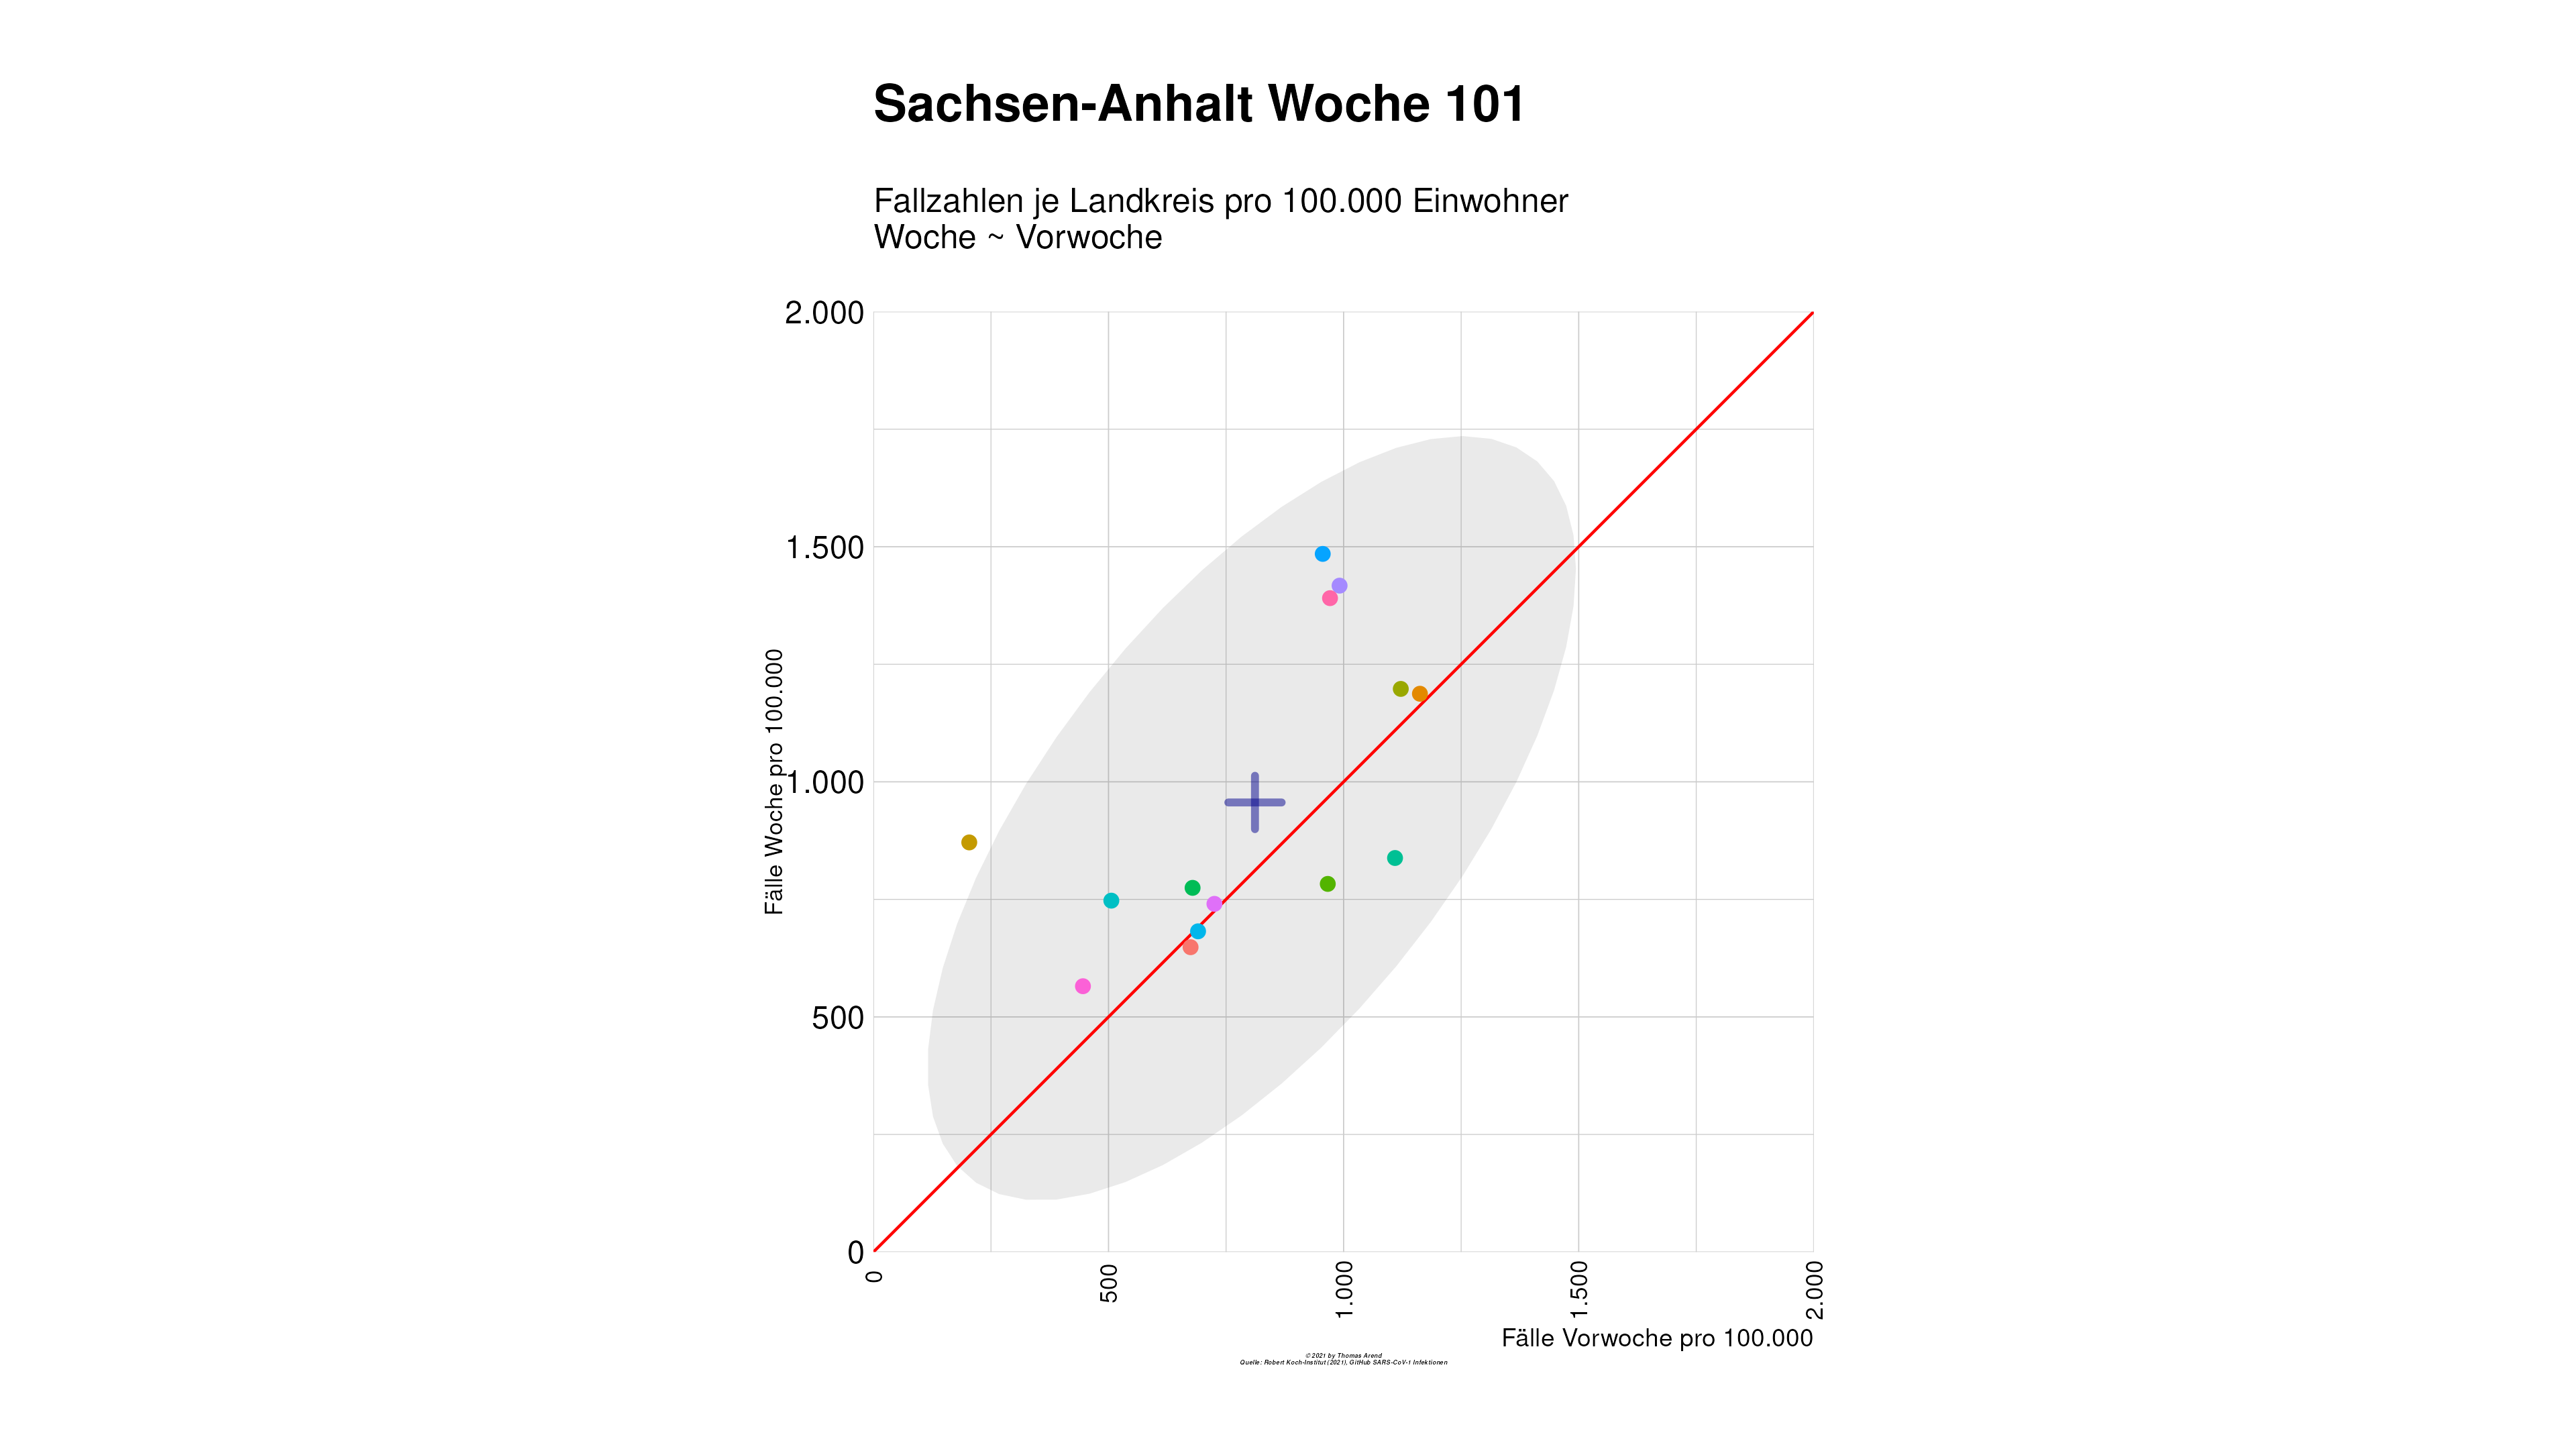 Sachsen-Anhalt Woche 101
Fallzahlen je Landkreis pro 100.000 Einwohner
Woche ~ Vorwoche
2.000
1.500
1.000
500
0
Fälle Woche pro 100.000
0
500
1.000
1.500
2.000
Fälle Vorwoche pro 100.000
© 2021 by Thomas Arend
Quelle: Robert Koch-Institut (2021), GitHub SARS-CoV-1 Infektionen